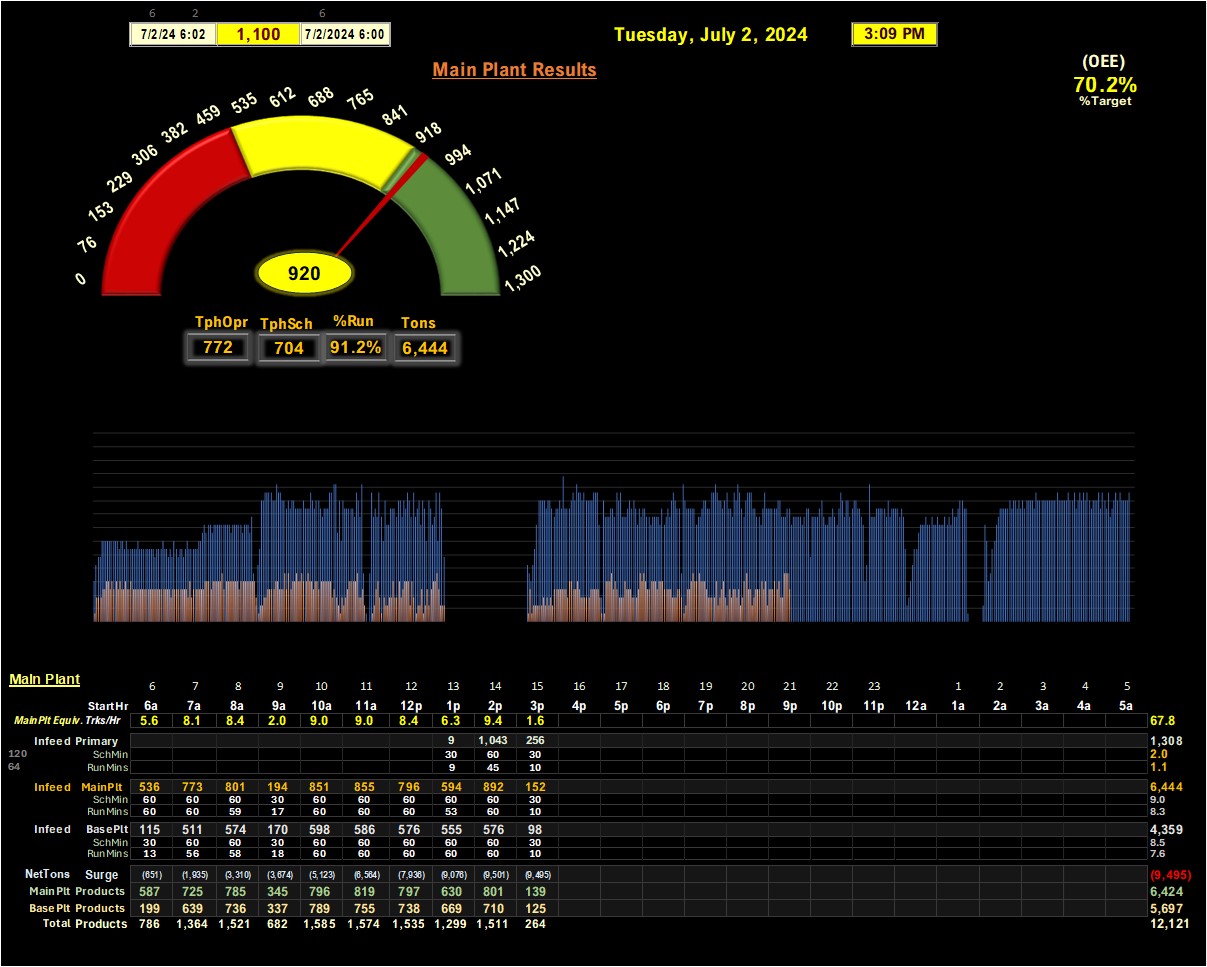 6 2 6
7/2/24 6:02 1,100 7/2/2024 6:00 Tuesday, July 2, 2024 3:09 PM
(OEE)
Main Plant Results
70.2%
%Target
0 76 153 229 306 382 459 535 612 688 765 841 918 994 1,071 1,147 1,224 1,300
920
TphOpr TphSch %Run Tons
772 704 91.2% 6,444
Main Plant
6 7 8 9 10 11 12 13 14 15 16 17 18 19 20 21 22 23 1 2 3 4 5
StartHr 6a 7a 8a 9a 10a 11a 12p 1p 2p 3p 4p 5p 6p 7p 8p 9p 10p 11p 12a 1a 2a 3a 4a 5a
MainPlt Equiv. Trks/Hr 5.6 8.1 8.4 2.0 9.0 9.0 8.4 6.3 9.4 1.6 67.8
Infeed Primary 9 1,043 256 1,308
120 SchMin 30 60 30 2.0
64 RunMins 9 45 10 1.1
Infeed MainPlt 536 773 801 194 851 855 796 594 892 152 6,444
SchMin 60 60 60 30 60 60 60 60 60 30 9.0
RunMins 60 60 59 17 60 60 60 53 60 10 8.3
Infeed BasePlt 115 511 574 170 598 586 576 555 576 98 4,359
SchMin 30 60 60 30 60 60 60 60 60 30 8.5
RunMins 13 56 58 18 60 60 60 60 60 10 7.6
NetTons Surge (651) (1,935) (3,310) (3,674) (5,123) (6,564) (7,936) (9,076) (9,501) (9,495) (9,495)
MainPlt Products 587 725 785 345 796 819 797 630 801 139 6,424
BasePlt Products 199 639 736 337 789 755 738 669 710 125 5,697
Total Products 786 1,364 1,521 682 1,585 1,574 1,535 1,299 1,511 264 12,121